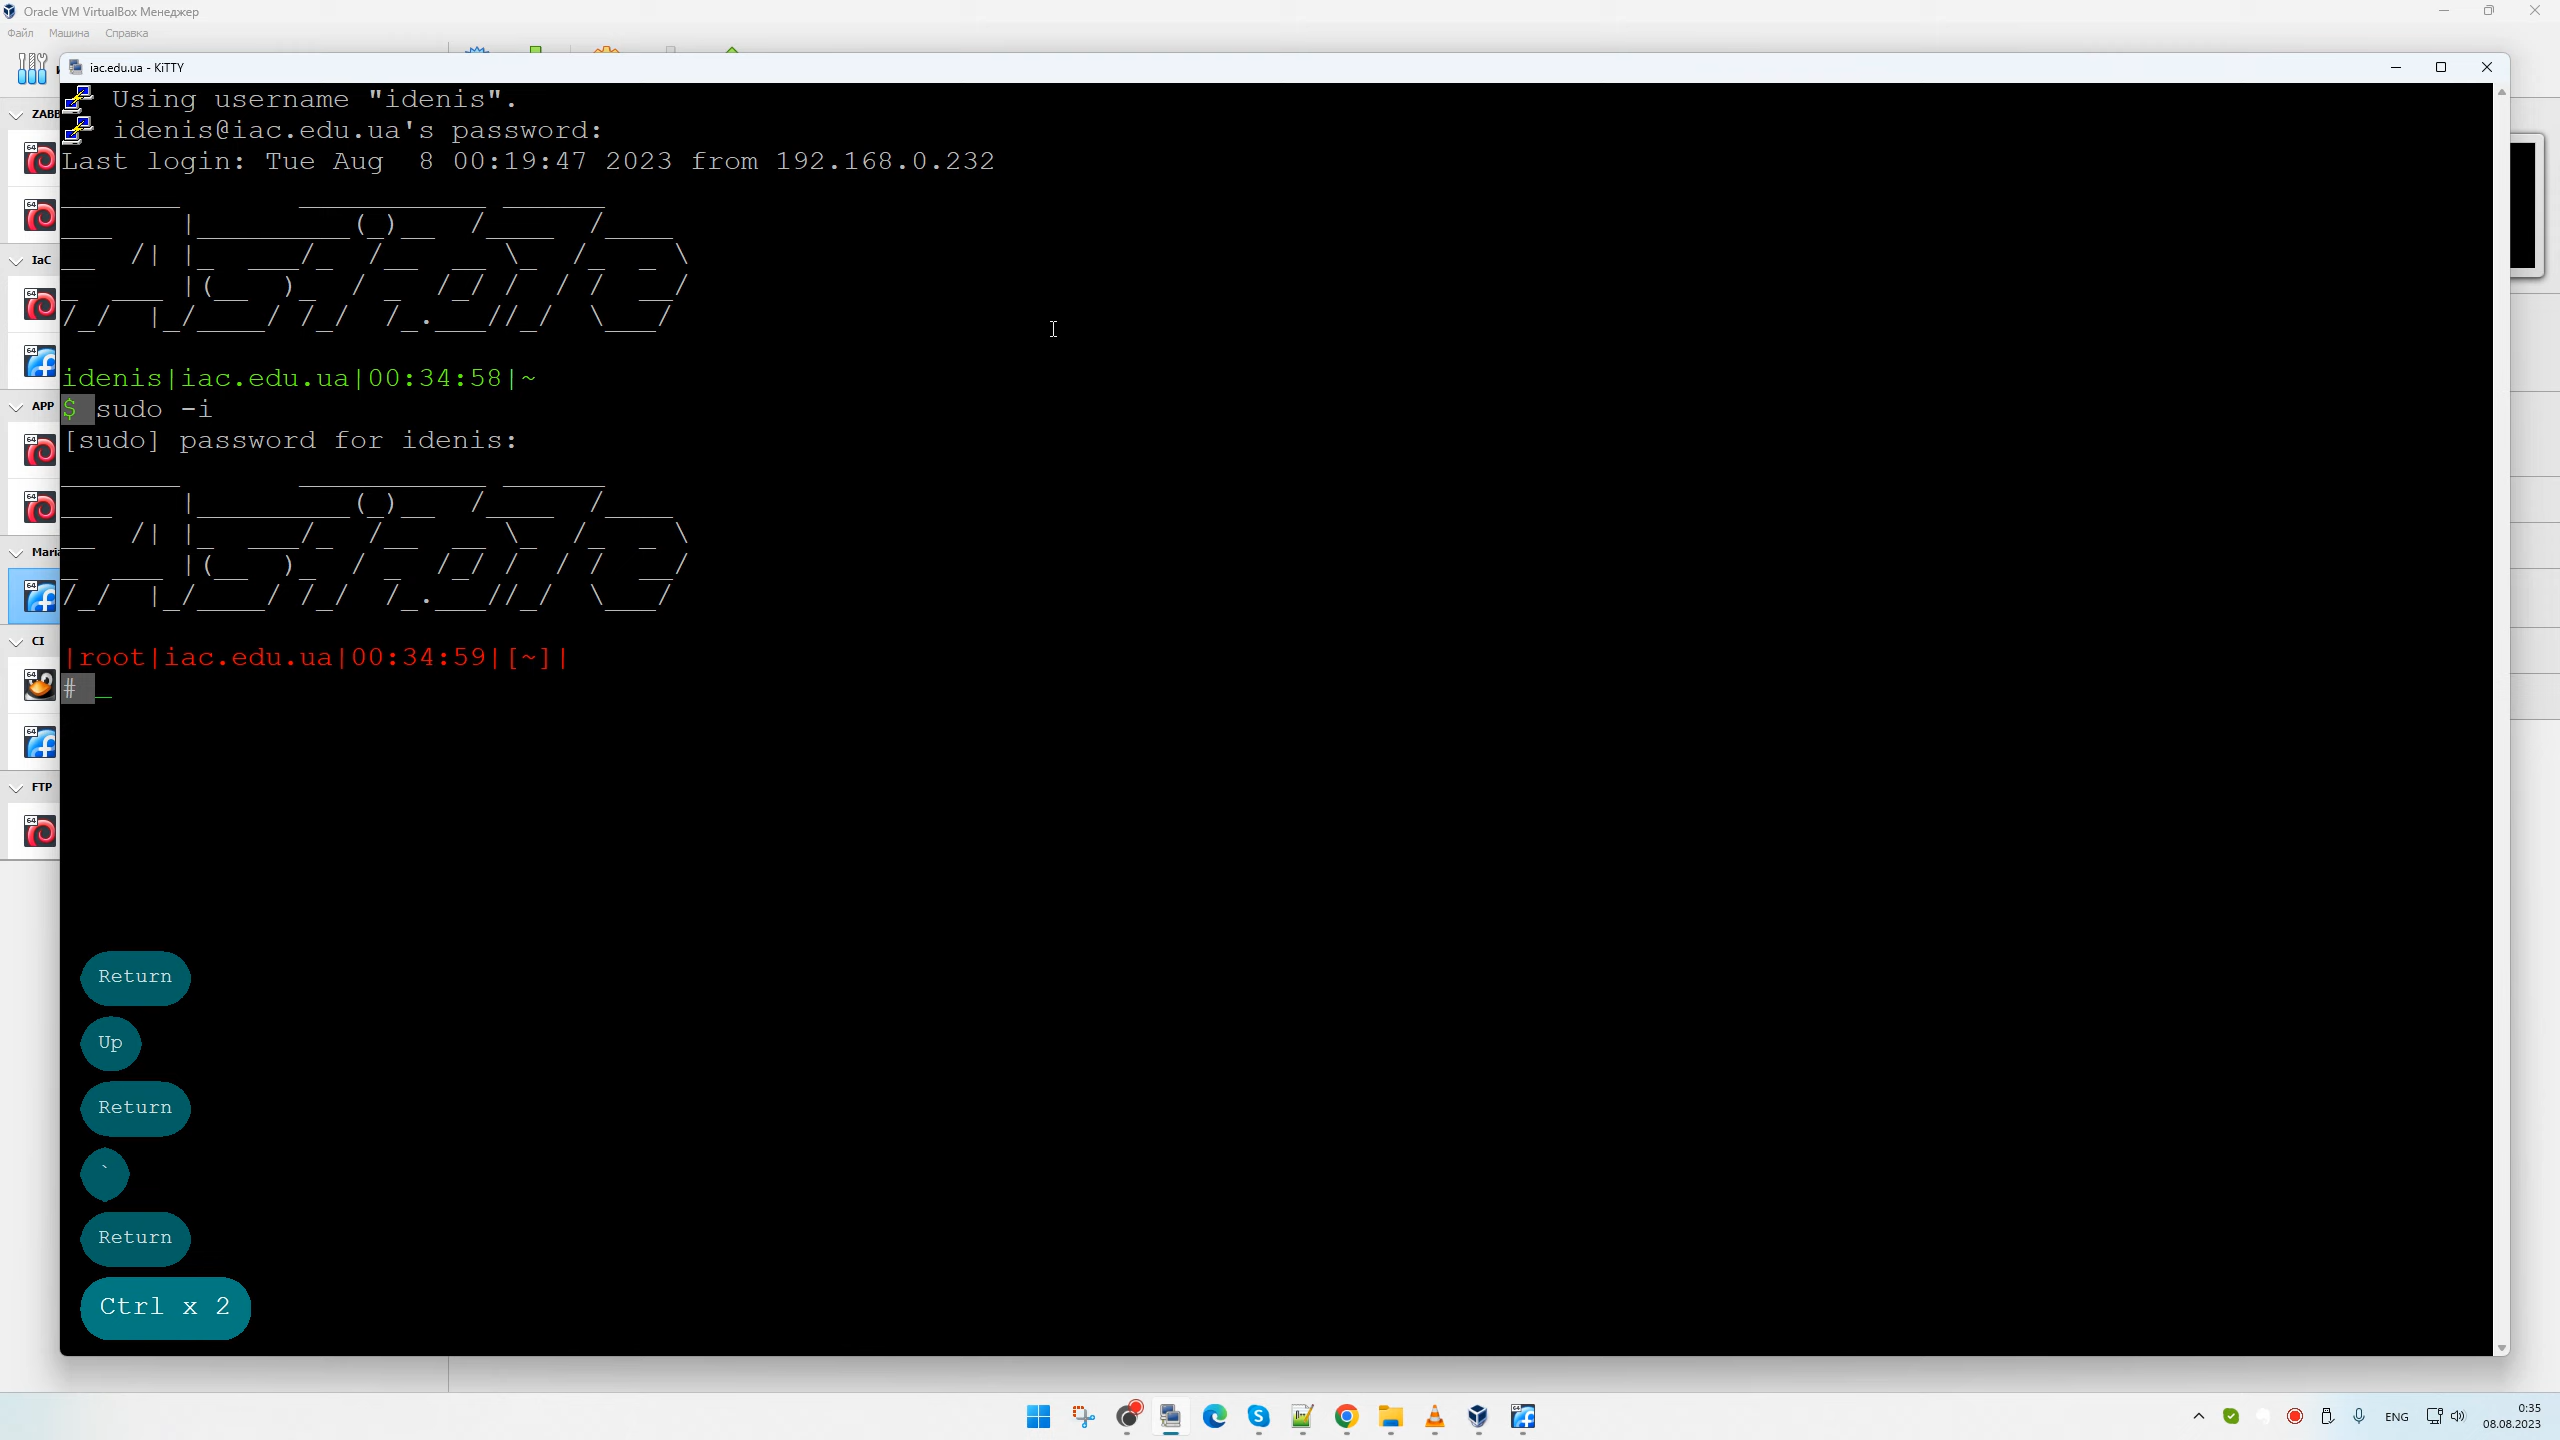 Oracle VM VirtualBox Менеджер
Файл Машина Справка
iac.edu.ua - KiTTY
Using username "idenis".
idenis@iac.edu.ua's password:
Last login: Tue Aug  8 00:19:47 2023 from 192.168.0.232
idenis|iac.edu.ua|00:34:58|~
$ sudo -i
[sudo] password for idenis:
|root|iac.edu.ua|00:34:59|[~]|
# _
IaC
APP
CI
FTP
Return
Up
Return
`
Return
Ctrl x 2
ENG
0:35
08.08.2023